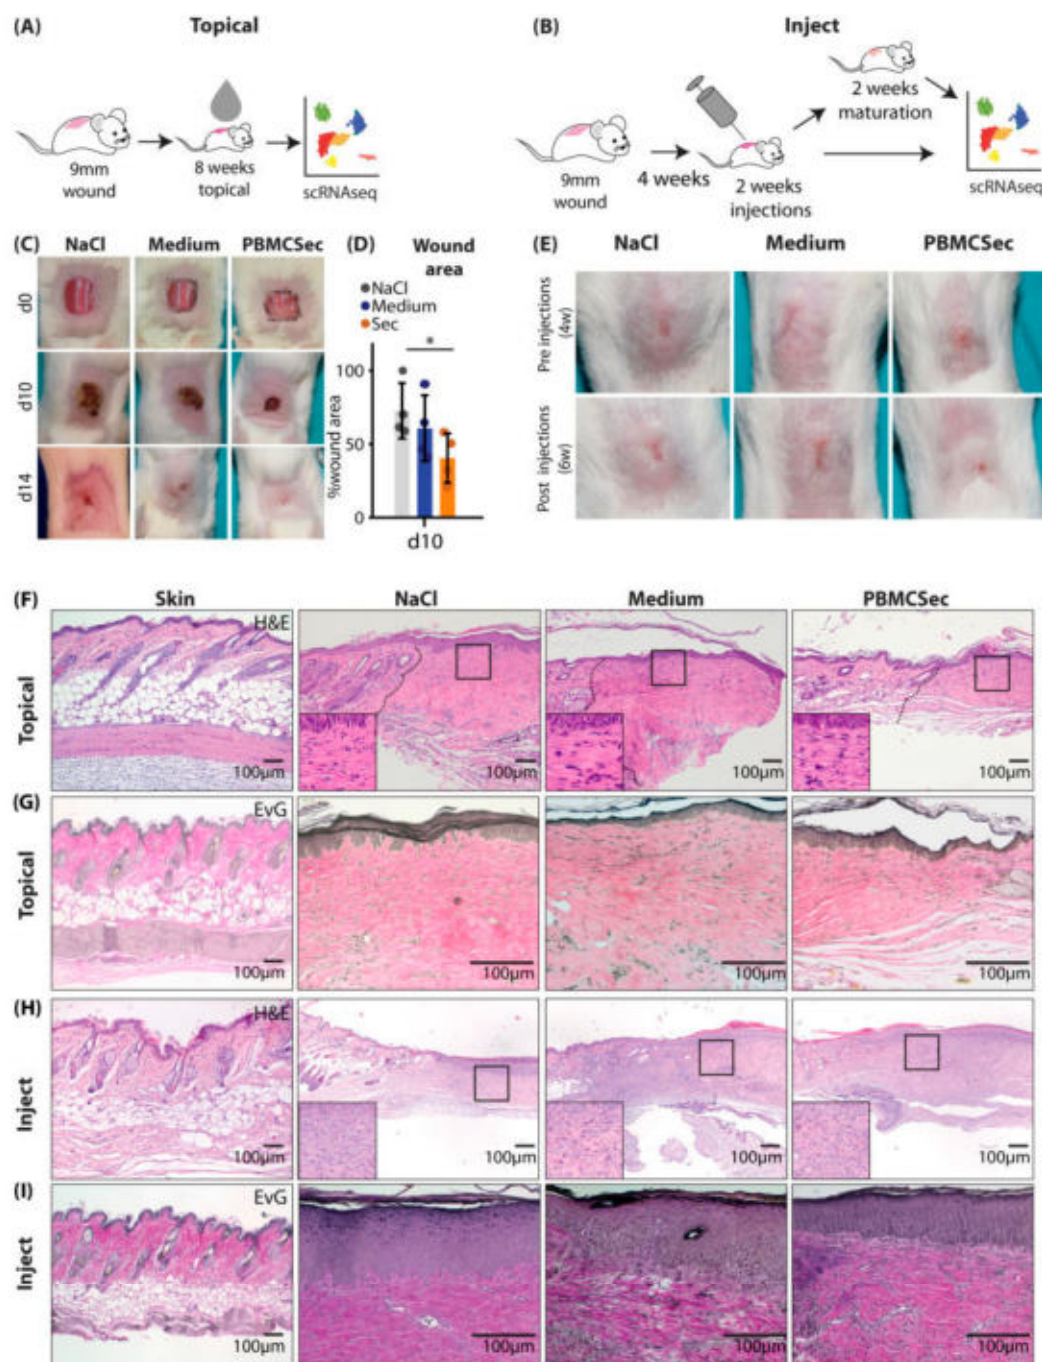 (A) Topical
9mm
wound
8 weeks
topical
scRNAseq
(B) Inject
9mm
wound
4 weeks
2 weeks
injections
2 weeks
maturation
scRNAseq
(C) NaCl Medium PBMCSec
d0
d10
d14
(D) Wound
area
NaCl
Medium
Sec
*
%wound area
100
50
0
d10
(E) NaCl Medium PBMCSec
Pre injections
(4w)
Post injections
(6w)
(F) Skin NaCl Medium PBMCSec
Topical
H&E
100µm 100µm 100µm 100µm
(G)
Topical
EvG
100µm 100µm 100µm 100µm
(H)
Inject
H&E
100µm 100µm 100µm 100µm
(I)
Inject
EvG
100µm 100µm 100µm 100µm